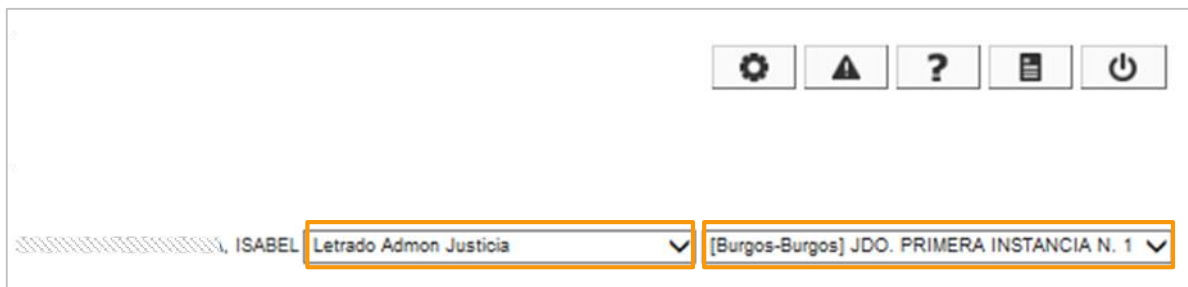 ?
, ISABEL Letrado Admon Justicia [Burgos-Burgos] JDO. PRIMERA INSTANCIA N. 1